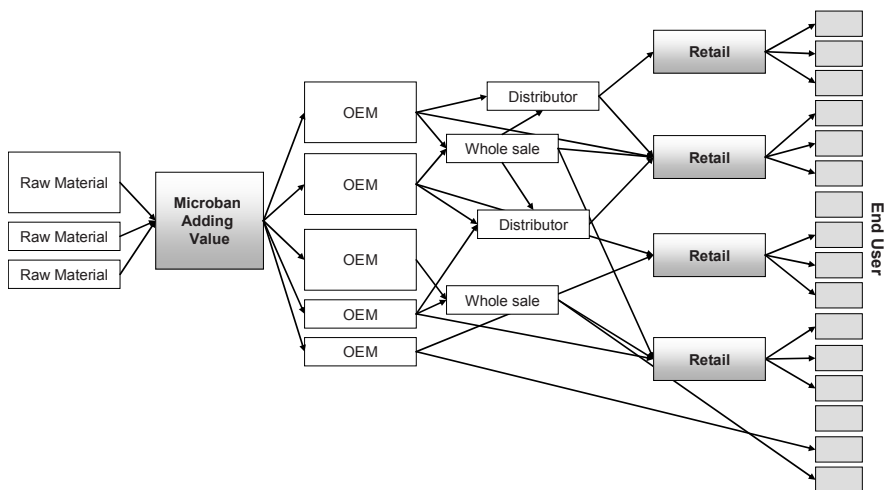 Raw Material
Raw Material
Raw Material
Microban
Adding
Value
OEM
OEM
OEM
OEM
OEM
Distributor
Whole sale
Distributor
Whole sale
Retail
Retail
Retail
Retail
End User